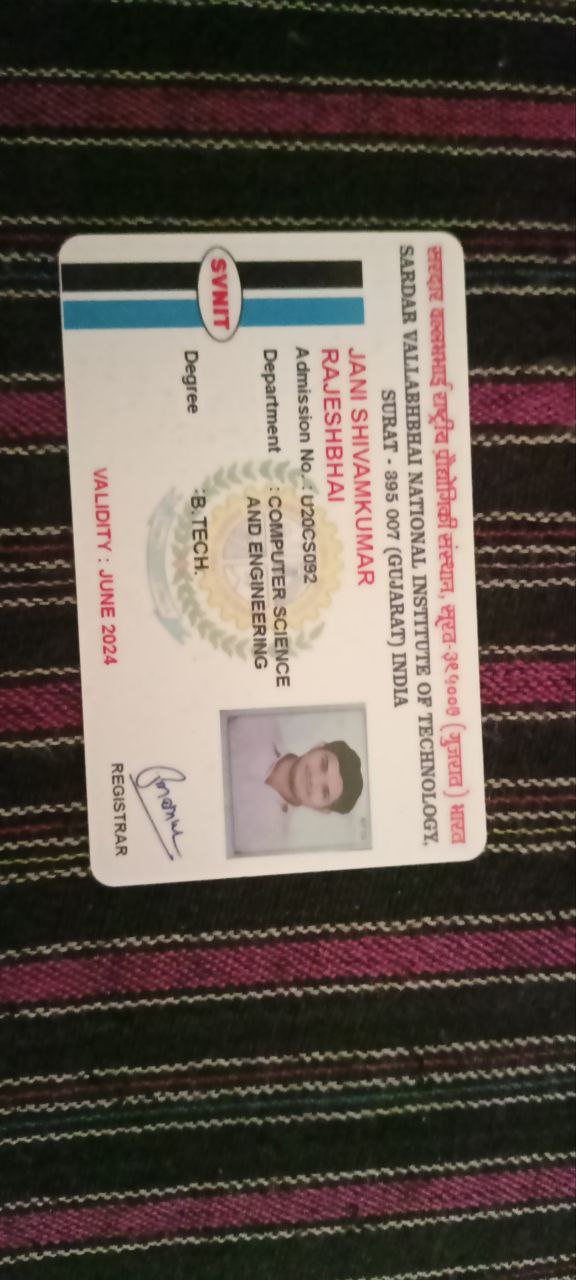 सरदार वल्लभभाई राष्ट्रीय प्रौद्योगिकी संस्थान, सूरत-३९५००७ (गुजरात) भारत
SARDAR VALLABHBHAI NATIONAL INSTITUTE OF TECHNOLOGY.
SURAT - 395 007 (GUJARAT) INDIA
SVNIT
JANI SHIVAMKUMAR
RAJESHBHAI
Admission No. : U20CS092
Department : COMPUTER SCIENCE
AND ENGINEERING
Degree :B.TECH.
VALIDITY : JUNE 2024
REGISTRAR